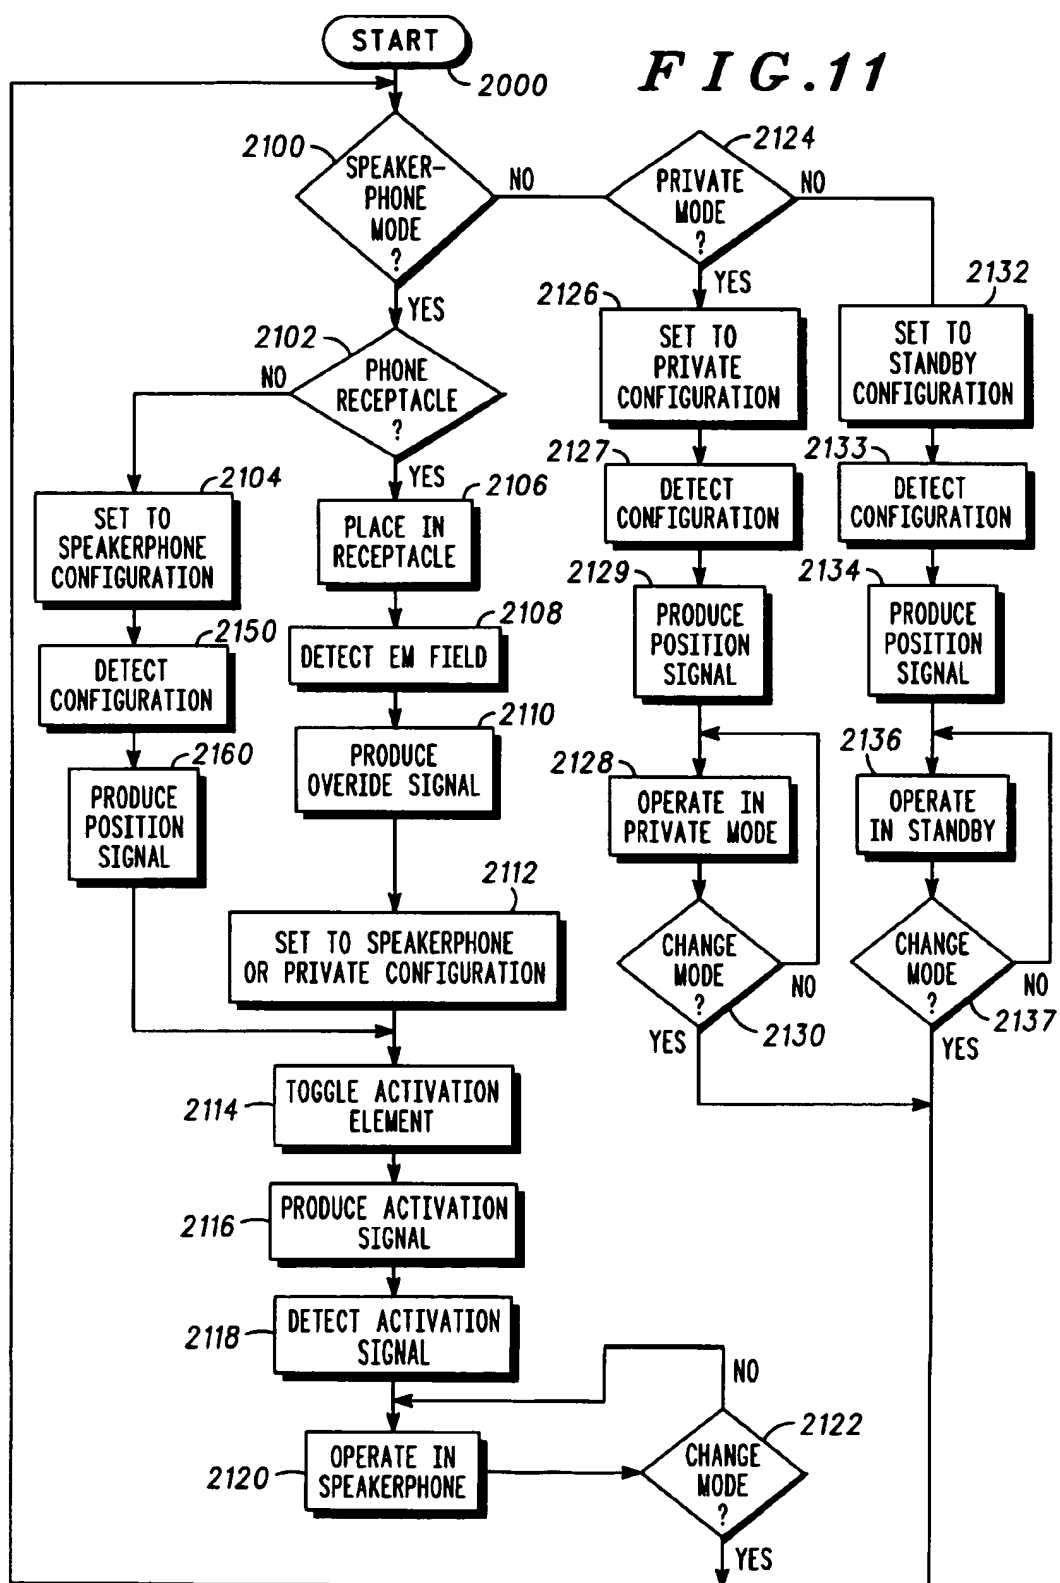 START
FIG.11
2000
2100
SPEAKER-
PHONE
MODE
?
NO
YES
2124
PRIVATE
MODE
?
NO
YES
2102
PHONE
RECEPTACLE
?
NO
YES
2126
SET TO
PRIVATE
CONFIGURATION
2132
SET TO
STANDBY
CONFIGURATION
2104
SET TO
SPEAKERPHONE
CONFIGURATION
2106
PLACE IN
RECEPTACLE
2127
DETECT
CONFIGURATION
2133
DETECT
CONFIGURATION
2150
DETECT
CONFIGURATION
2108
DETECT EM FIELD
2129
PRODUCE
POSITION
SIGNAL
2134
PRODUCE
POSITION
SIGNAL
2160
PRODUCE
POSITION
SIGNAL
2110
PRODUCE
OVERIDE SIGNAL
2128
OPERATE IN
PRIVATE MODE
2136
OPERATE
IN STANDBY
2112
SET TO SPEAKERPHONE
OR PRIVATE CONFIGURATION
CHANGE
MODE
?
NO
2130
YES
CHANGE
MODE
?
NO
2137
YES
2114
TOGGLE ACTIVATION
ELEMENT
2116
PRODUCE ACTIVATION
SIGNAL
2118
DETECT ACTIVATION
SIGNAL
2120
OPERATE IN
SPEAKERPHONE
NO
2122
CHANGE
MODE
?
YES